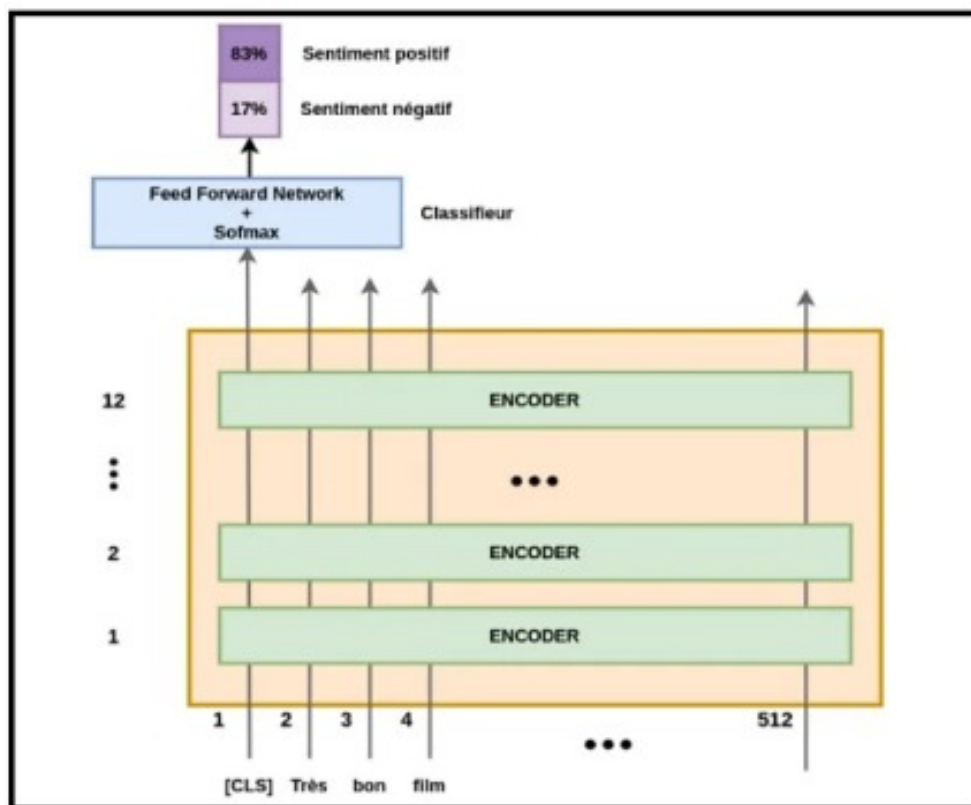 83% Sentiment positif
17% Sentiment négatif
Feed Forward Network
+
Sofmax
Classifieur
12 ENCODER
2 ENCODER
1 ENCODER
1 2 3 4 512
[CLS] Très bon film